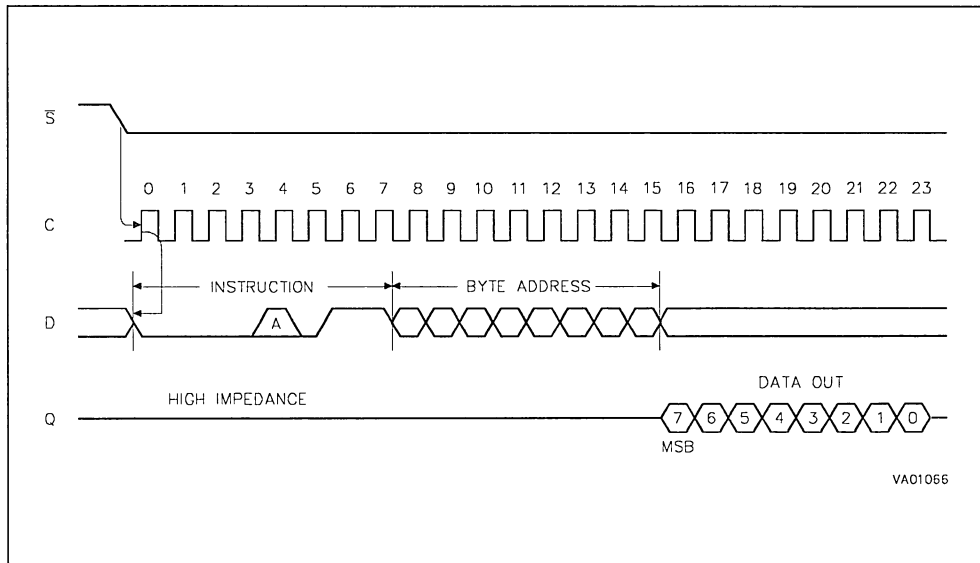 S̅
0 1 2 3 4 5 6 7 8 9 10 11 12 13 14 15 16 17 18 19 20 21 22 23
C
INSTRUCTION BYTE ADDRESS
D A
DATA OUT
HIGH IMPEDANCE
Q 7 6 5 4 3 2 1 0
MSB
VA01066